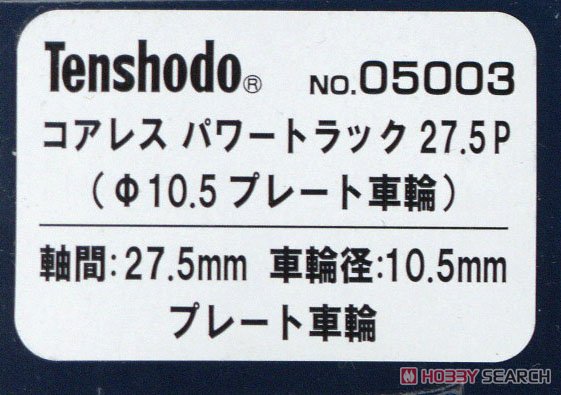 Tenshodo® NO.05003
コアレス パワートラック 27.5P
(Φ10.5プレート車輪)
軸間:27.5mm 車輪径:10.5mm
プレート車輪
HOBBY SEARCH